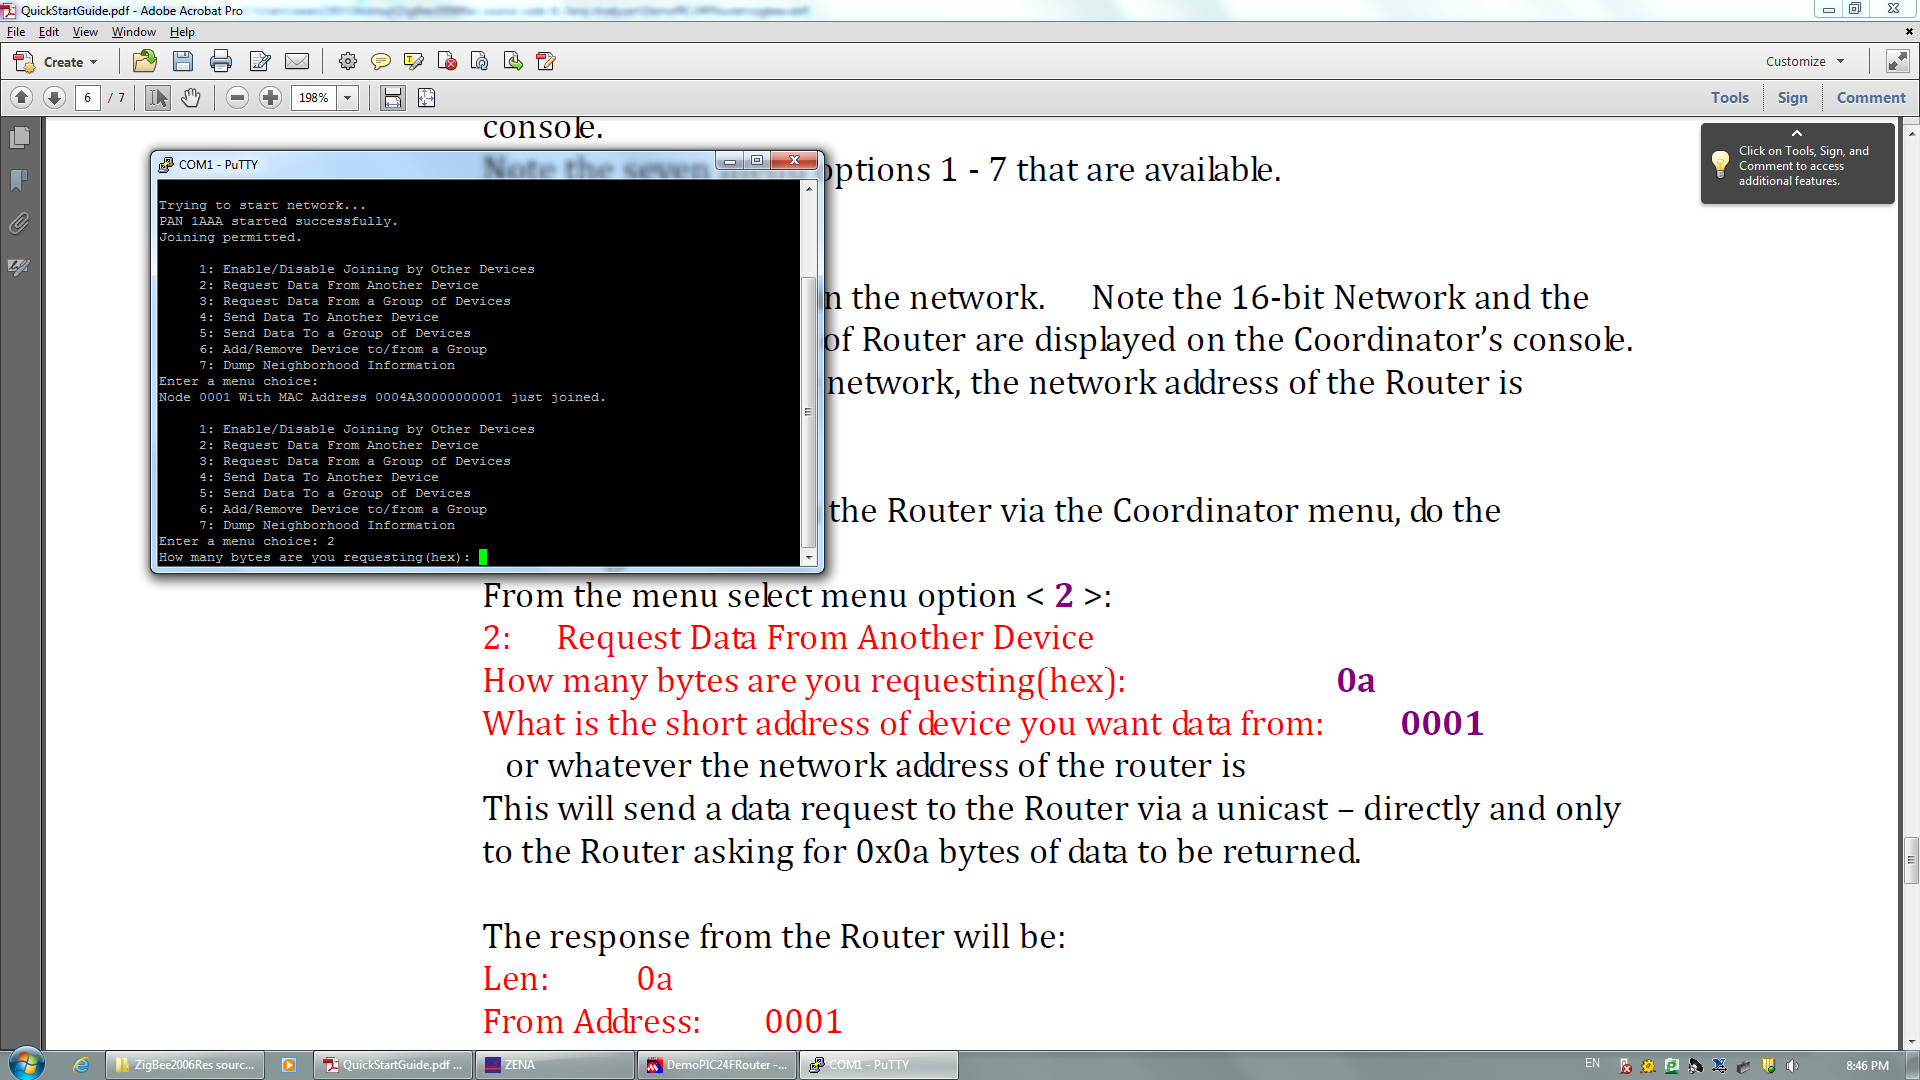 QuickStartGuide.pdf - Adobe Acrobat Pro
File Edit View Window Help
Create
Customize
6 / 7
198%
Tools Sign Comment
console.
Note the seven menu options 1 - 7 that are available.
Click on Tools, Sign, and
Comment to access
additional features.
n the network. Note the 16-bit Network and the
of Router are displayed on the Coordinator’s console.
network, the network address of the Router is
the Router via the Coordinator menu, do the
COM1 - PuTTY
Trying to start network...
PAN 1AAA started successfully.
Joining permitted.
1: Enable/Disable Joining by Other Devices
2: Request Data From Another Device
3: Request Data From a Group of Devices
4: Send Data To Another Device
5: Send Data To a Group of Devices
6: Add/Remove Device to/from a Group
7: Dump Neighborhood Information
Enter a menu choice:
Node 0001 With MAC Address 0004A30000000001 just joined.
1: Enable/Disable Joining by Other Devices
2: Request Data From Another Device
3: Request Data From a Group of Devices
4: Send Data To Another Device
5: Send Data To a Group of Devices
6: Add/Remove Device to/from a Group
7: Dump Neighborhood Information
Enter a menu choice: 2
How many bytes are you requesting(hex):
From the menu select menu option < 2 >:
2: Request Data From Another Device
How many bytes are you requesting(hex): 0a
What is the short address of device you want data from: 0001
or whatever the network address of the router is
This will send a data request to the Router via a unicast – directly and only
to the Router asking for 0x0a bytes of data to be returned.
The response from the Router will be:
Len: 0a
From Address: 0001
ZigBee2006Res sourc...
QuickStartGuide.pdf ...
ZENA
DemoPIC24FRouter -...
COM1 - PuTTY
EN
8:46 PM